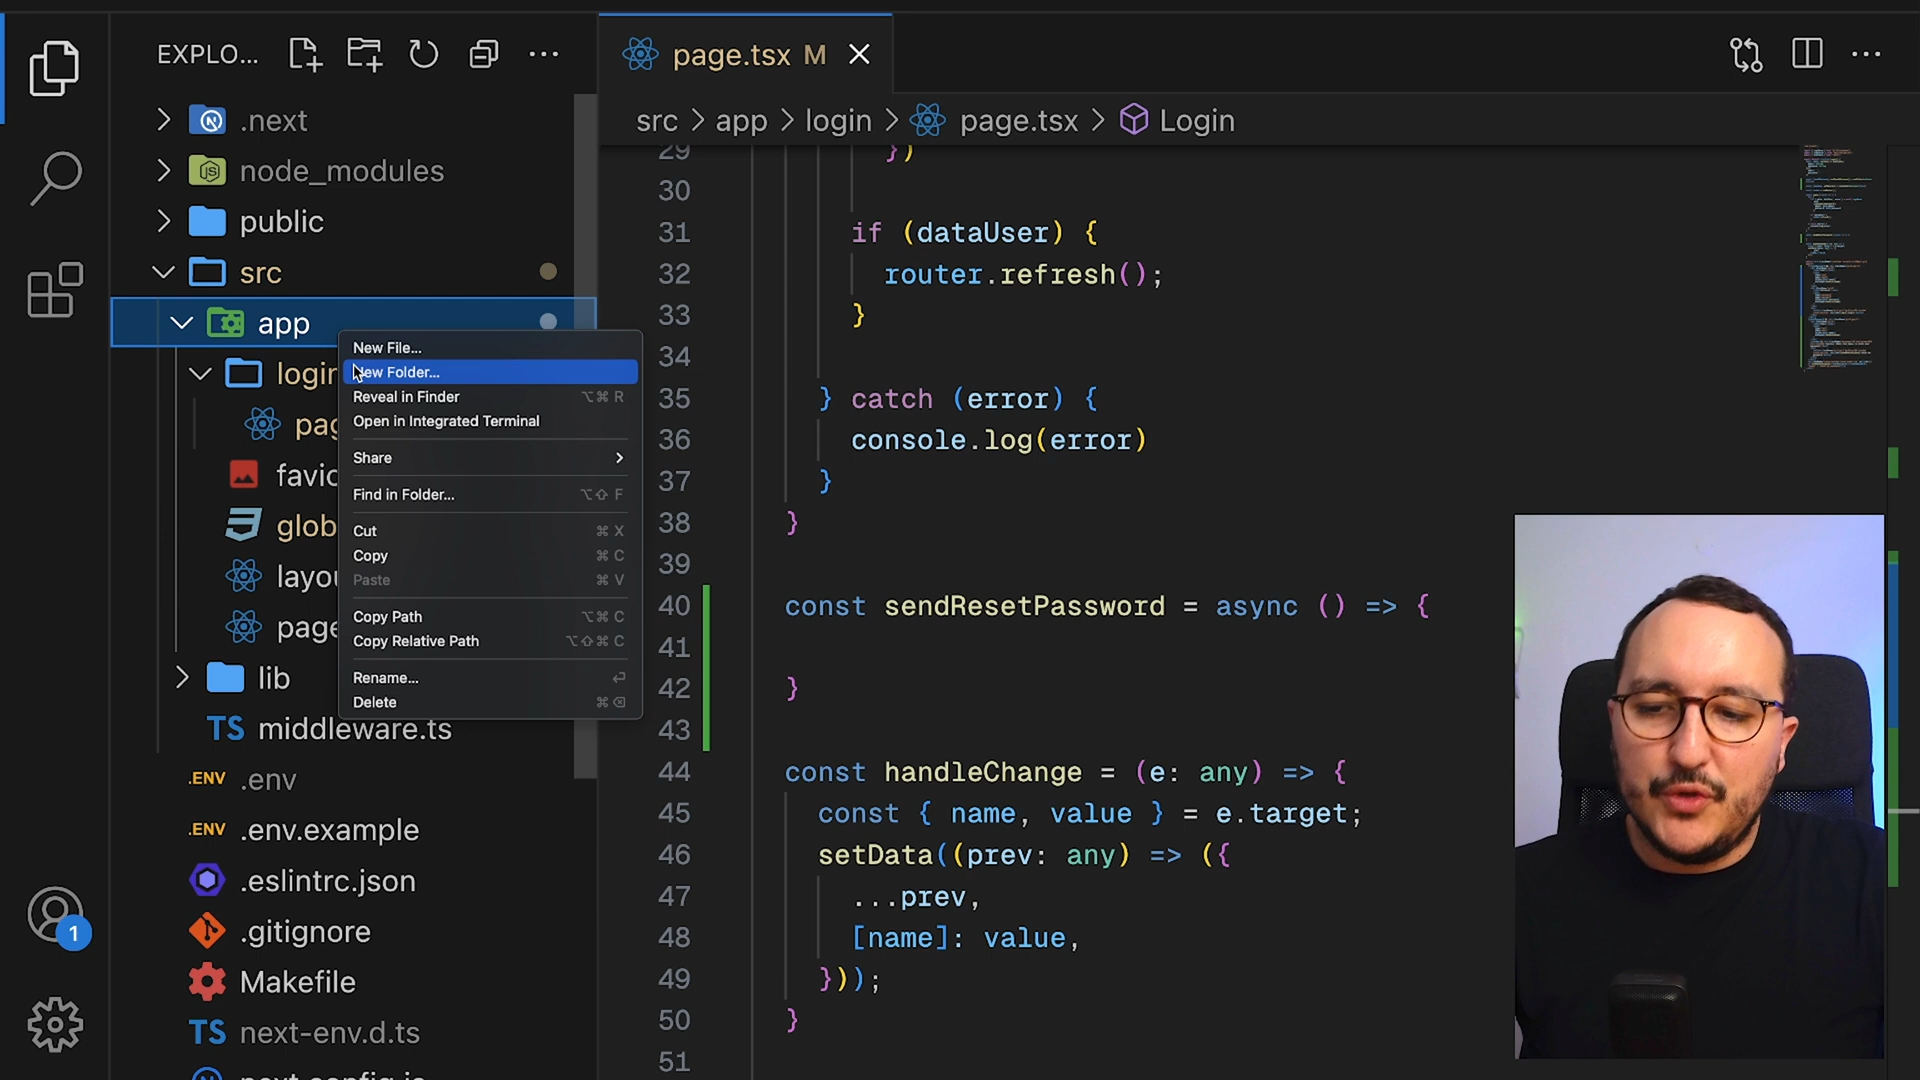 EXPLO...
.next
node_modules
public
src
app
login
favic
glob
layou
page
lib
TS middleware.ts
.ENV .env
.ENV .env.example
.eslintrc.json
.gitignore
Makefile
TS next-env.d.ts
1
New File...
New Folder...
Reveal in Finder ⌥⌘ R
Open in Integrated Terminal
Share
Find in Folder... ⌥⇧ F
Cut ⌘ X
Copy ⌘ C
Paste ⌘ V
Copy Path ⌥⌘ C
Copy Relative Path ⌥⇧⌘ C
Rename...
Delete ⌘⌫
page.tsx M
src > app > login > page.tsx > Login
29 })
30
31 if (dataUser) {
32 router.refresh();
33 }
34
35 } catch (error) {
36 console.log(error)
37 }
38 }
39
40 const sendResetPassword = async () => {
41
42 }
43
44 const handleChange = (e: any) => {
45 const { name, value } = e.target;
46 setData((prev: any) => ({
47 ...prev,
48 [name]: value,
49 }));
50 }
51